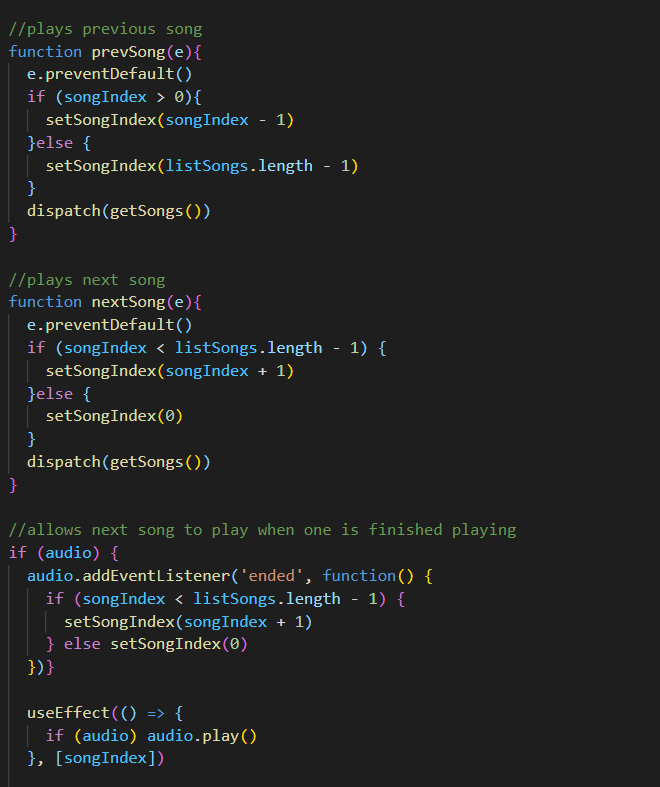 //plays previous song
function prevSong(e){
  e.preventDefault()
  if (songIndex > 0){
    setSongIndex(songIndex - 1)
  }else {
    setSongIndex(listSongs.length - 1)
  }
  dispatch(getSongs())
}

//plays next song
function nextSong(e){
  e.preventDefault()
  if (songIndex < listSongs.length - 1) {
    setSongIndex(songIndex + 1)
  }else {
    setSongIndex(0)
  }
  dispatch(getSongs())
}

//allows next song to play when one is finished playing
if (audio) {
  audio.addEventListener('ended', function() {
    if (songIndex < listSongs.length - 1) {
      setSongIndex(songIndex + 1)
    } else setSongIndex(0)
  })}

  useEffect(() => {
    if (audio) audio.play()
  }, [songIndex])